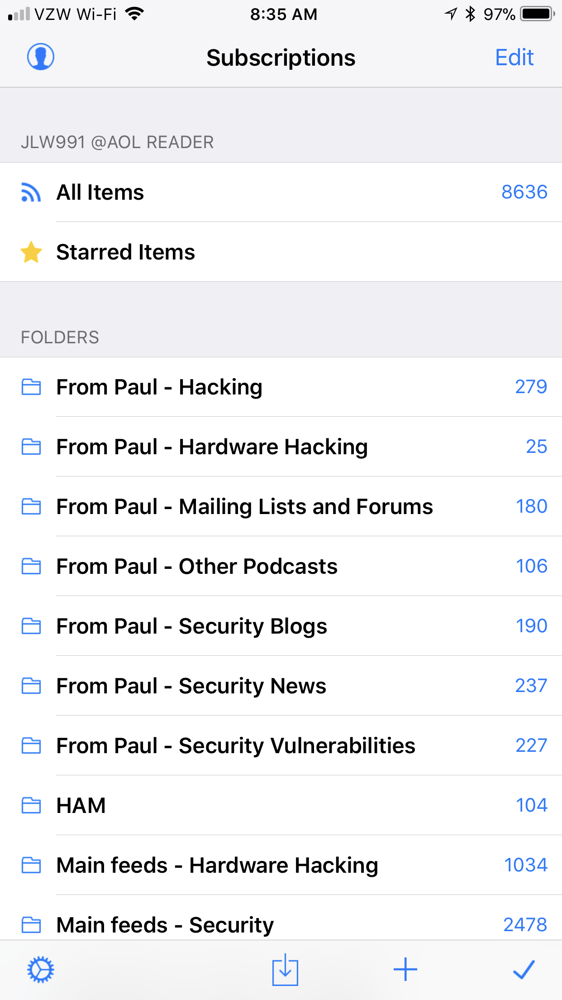 VZW Wi-Fi 8:35 AM 97%
Subscriptions Edit
JLW991 @AOL READER
All Items 8636
Starred Items
FOLDERS
From Paul - Hacking 279
From Paul - Hardware Hacking 25
From Paul - Mailing Lists and Forums 180
From Paul - Other Podcasts 106
From Paul - Security Blogs 190
From Paul - Security News 237
From Paul - Security Vulnerabilities 227
HAM 104
Main feeds - Hardware Hacking 1034
Main feeds - Security 2478